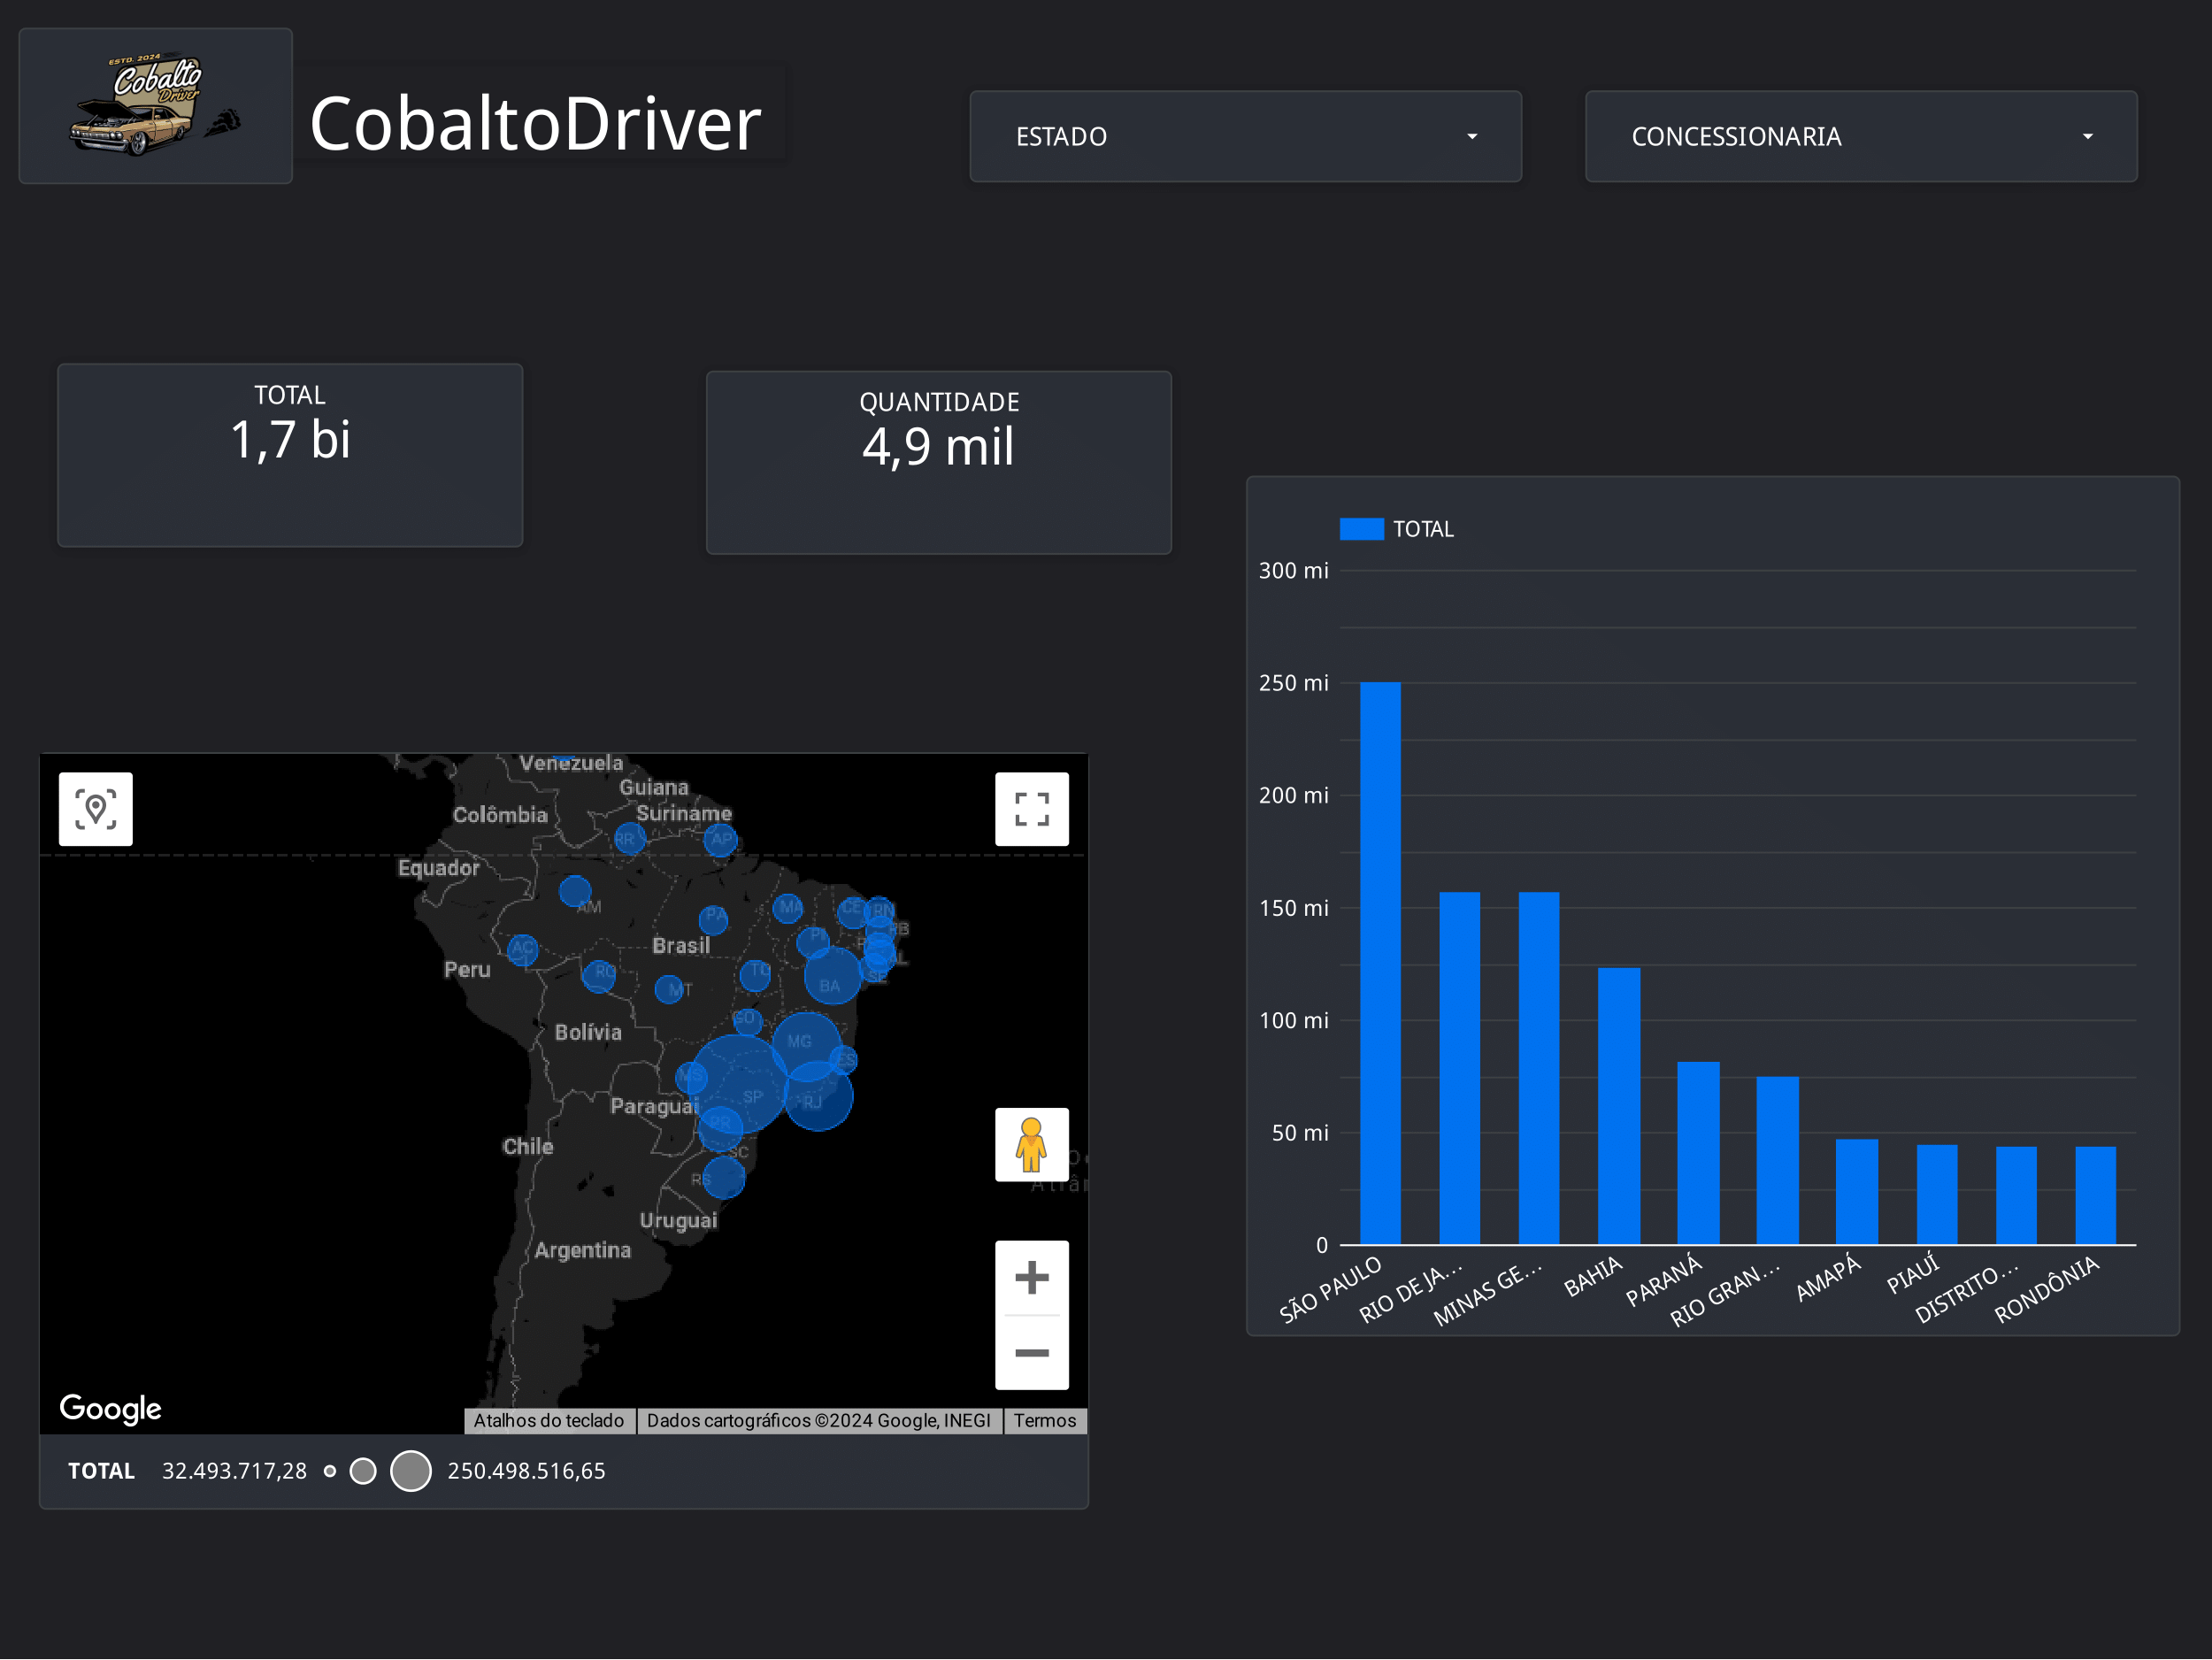 ESTD. 2024
Cobalto
Driver
CobaltoDriver
ESTADO
CONCESSIONARIA
TOTAL
1,7 bi
QUANTIDADE
4,9 mil
TOTAL
300 mi
250 mi
200 mi
150 mi
100 mi
50 mi
0
SÃO PAULO
RIO DE JA...
MINAS GE...
BAHIA
PARANÁ
RIO GRAN...
AMAPÁ
PIAUÍ
DISTRITO...
RONDÔNIA
Venezuela
Guiana
Colômbia
Suriname
RR
AP
Equador
AM
PA
MA
CE
RN
PB
PI
Brasil
AC
AL
Peru
RO
TO
SE
MT
BA
GO
Bolívia
MG
ES
MS
SP
RJ
Paraguai
PR
Chile
SC
RS
Uruguai
Argentina
Google
Atalhos do teclado
Dados cartográficos ©2024 Google, INEGI
Termos
TOTAL 32.493.717,28 250.498.516,65